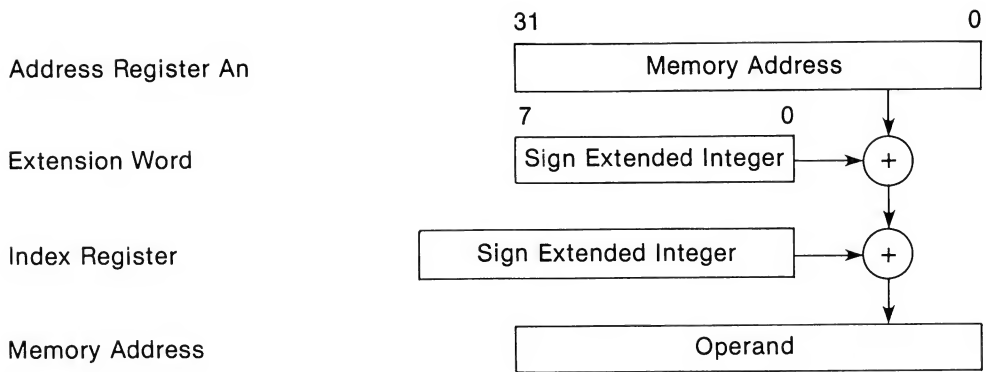 31 0
Address Register An Memory Address
7 0
Extension Word Sign Extended Integer +
Index Register Sign Extended Integer +
Memory Address Operand